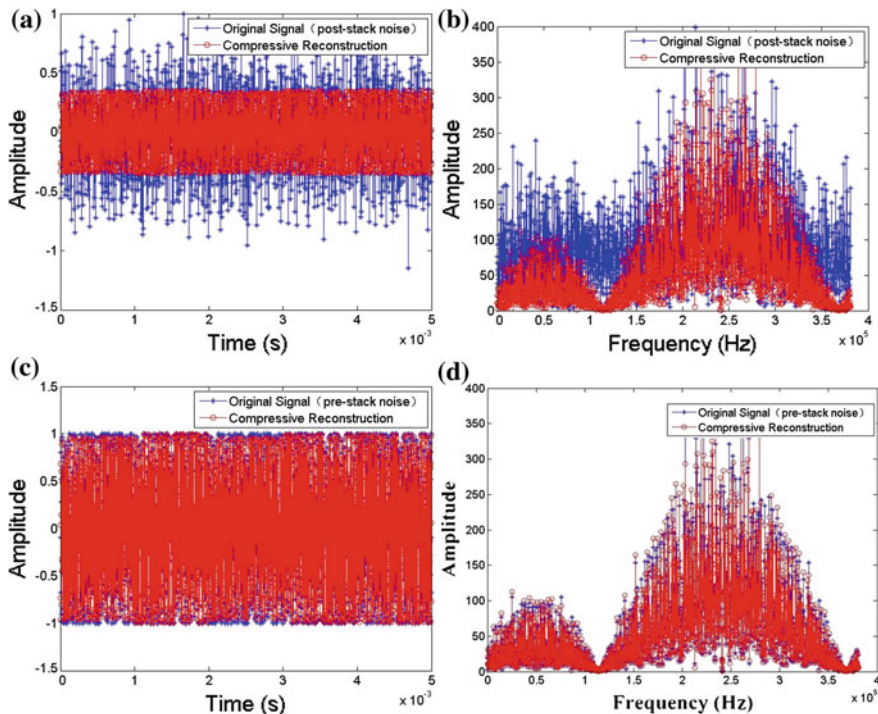 (a)
Original Signal（post-stack noise）
Compressive Reconstruction
1
0.5
0
-0.5
-1
-1.5
Amplitude
0 1 2 3 4 5
Time (s)
x 10⁻³
(b)
Original Signal（post-stack noise）
Compressive Reconstruction
400
350
300
250
200
150
100
50
0
Amplitude
0 0.5 1 1.5 2 2.5 3 3.5 4
Frequency (Hz)
x 10⁵
(c)
Original Signal（pre-stack noise）
Compressive Reconstruction
1.5
1
0.5
0
-0.5
-1
-1.5
Amplitude
0 1 2 3 4 5
Time (s)
x 10⁻³
(d)
Original Signal（pre-stack noise）
Compressive Reconstruction
400
350
300
250
200
150
100
50
0
Amplitude
0 0.5 1 1.5 2 2.5 3 3.5 4
Frequency (Hz)
x 10⁵